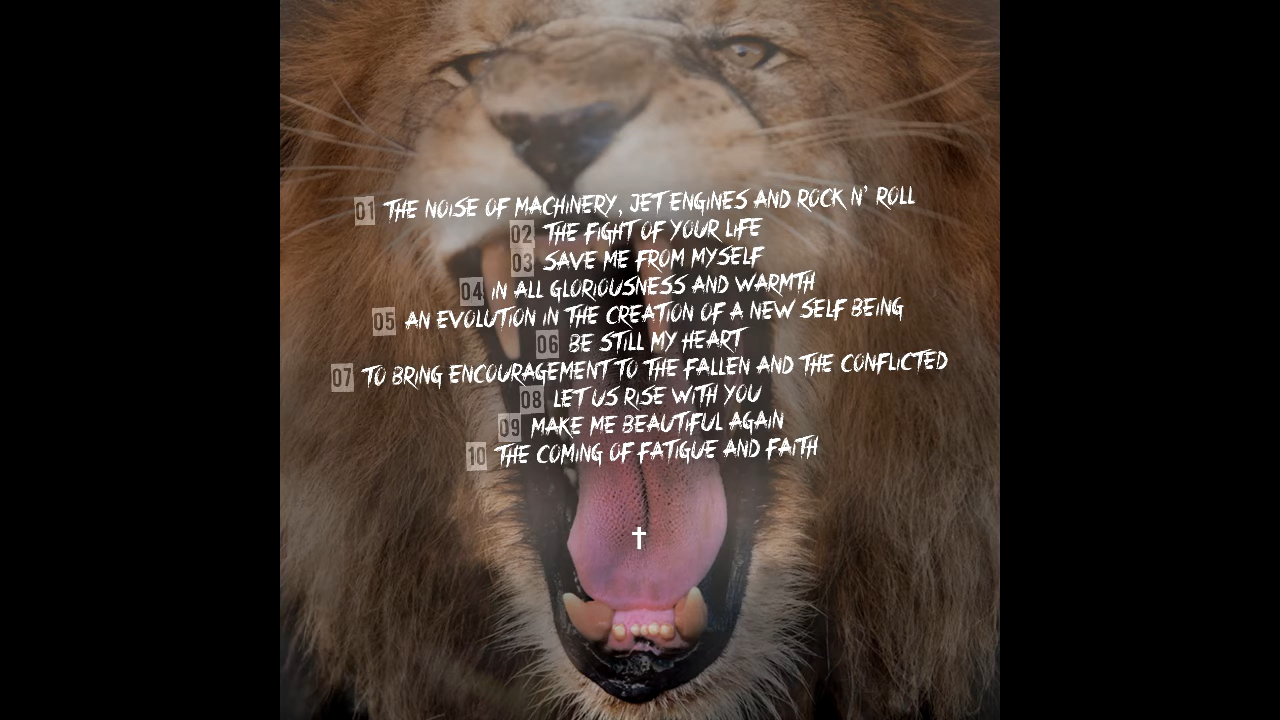 01 THE NOISE OF MACHINERY, JET ENGINES AND ROCK N' ROLL
02 THE FIGHT OF YOUR LIFE
03 SAVE ME FROM MYSELF
04 IN ALL GLORIOUSNESS AND WARMTH
05 AN EVOLUTION IN THE CREATION OF A NEW SELF BEING
06 BE STILL MY HEART
07 TO BRING ENCOURAGEMENT TO THE FALLEN AND THE CONFLICTED
08 LET US RISE WITH YOU
09 MAKE ME BEAUTIFUL AGAIN
10 THE COMING OF FATIGUE AND FAITH